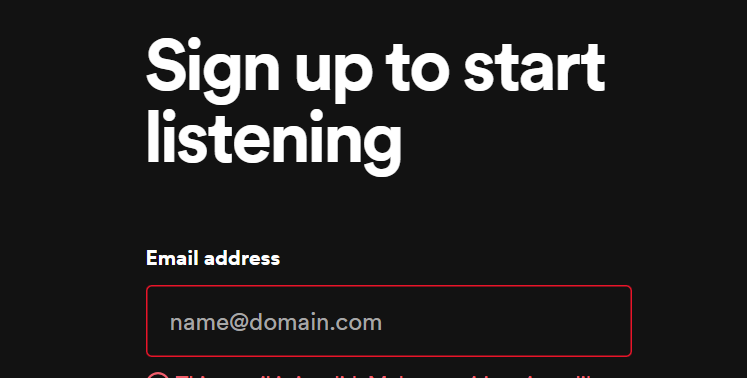 Sign up to start
listening
Email address
name@domain.com